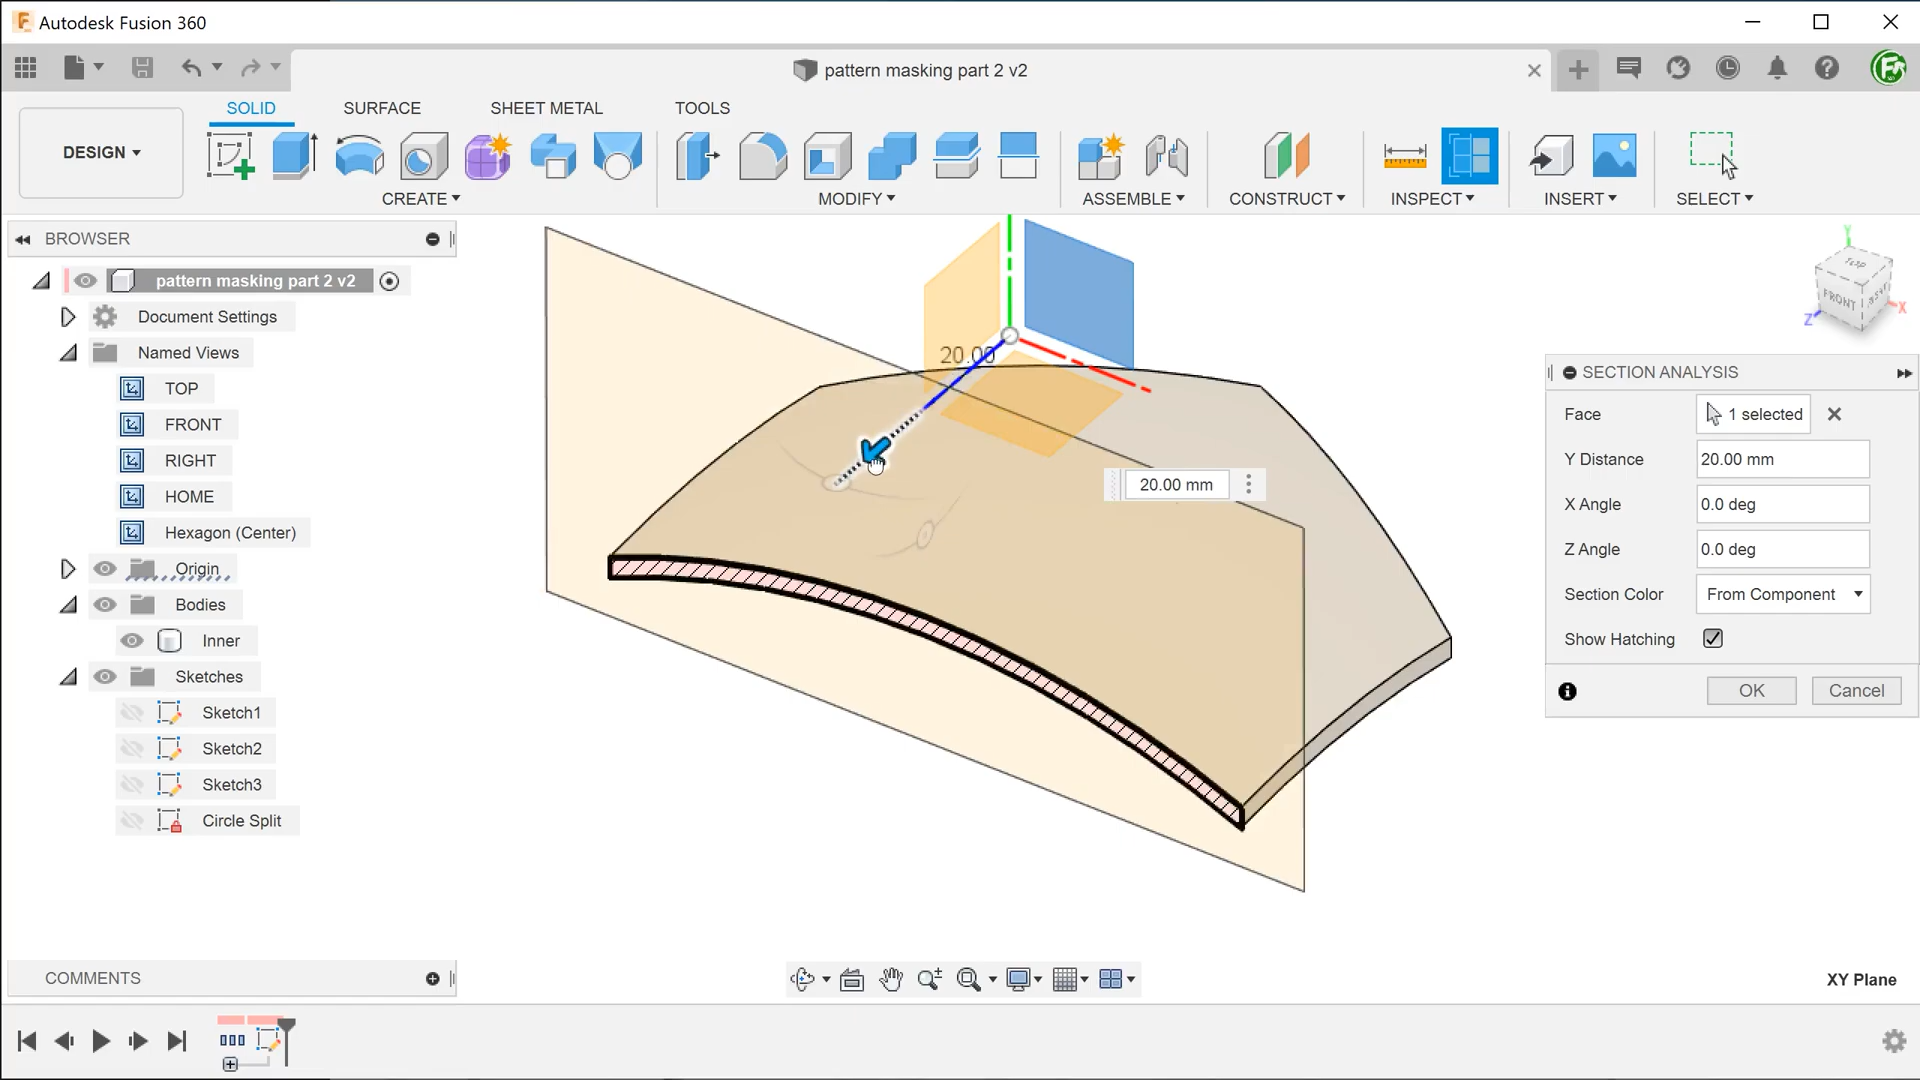 Autodesk Fusion 360
pattern masking part 2 v2
SOLID SURFACE SHEET METAL TOOLS
DESIGN
CREATE MODIFY ASSEMBLE CONSTRUCT INSPECT INSERT SELECT
BROWSER
pattern masking part 2 v2
Document Settings
Named Views
TOP
FRONT
RIGHT
HOME
Hexagon (Center)
Origin
Bodies
Inner
Sketches
Sketch1
Sketch2
Sketch3
Circle Split
20.00
20.00 mm
Y
TOP
FRONT
RIGHT
X
Z
SECTION ANALYSIS
Face 1 selected
Y Distance 20.00 mm
X Angle 0.0 deg
Z Angle 0.0 deg
Section Color From Component
Show Hatching
OK Cancel
COMMENTS
XY Plane